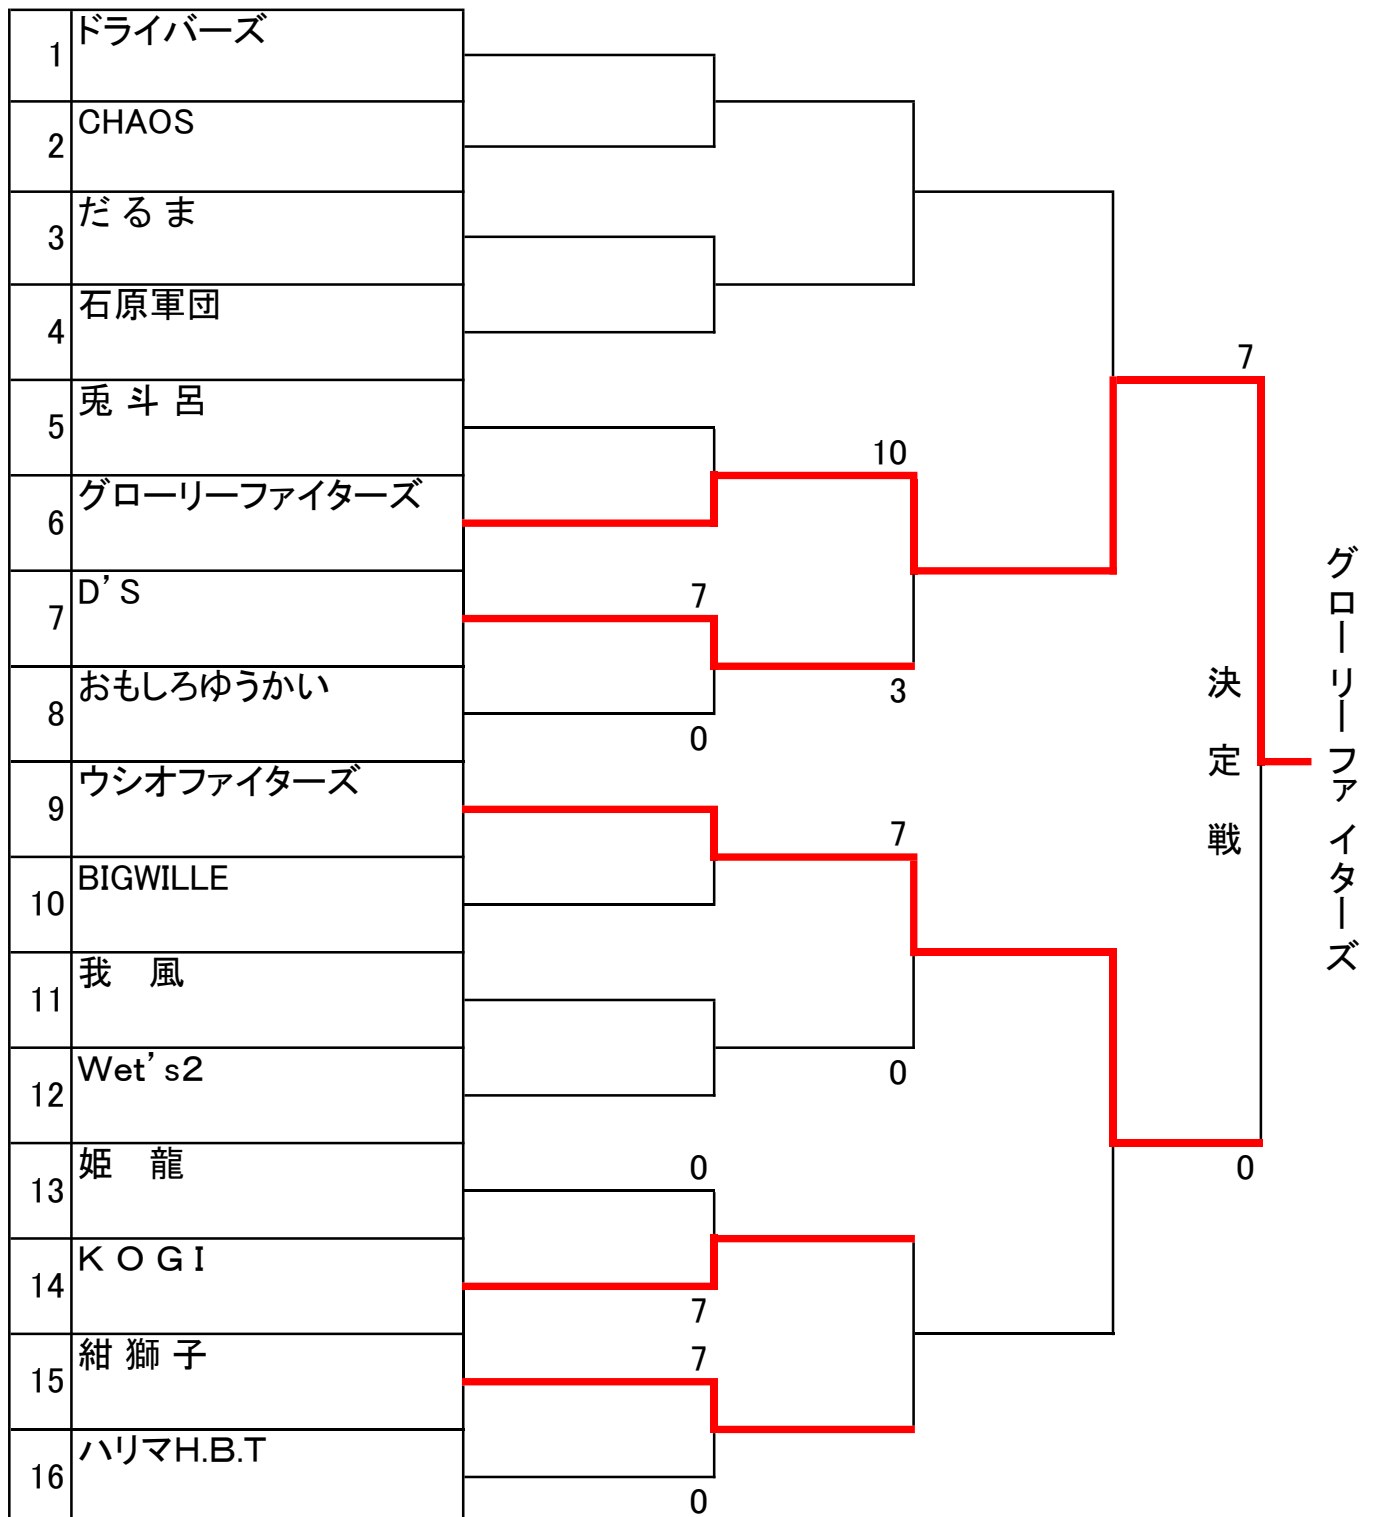 1 ドライバーズ
2 CHAOS
3 だ る ま
4 石原軍団
7
5 兎 斗 呂
10
6 グローリーファイターズ
7 D’S
7
8 おもしろゆうかい
3
0
9 ウシオファイターズ
7
10 BIGWILLE
11 我 風
12 Wet’s2
0
13 姫 龍
0
0
14 K O G I
7
15 紺 獅 子
7
16 ハリマH.B.T
0
決定戦
グローリーファイターズ